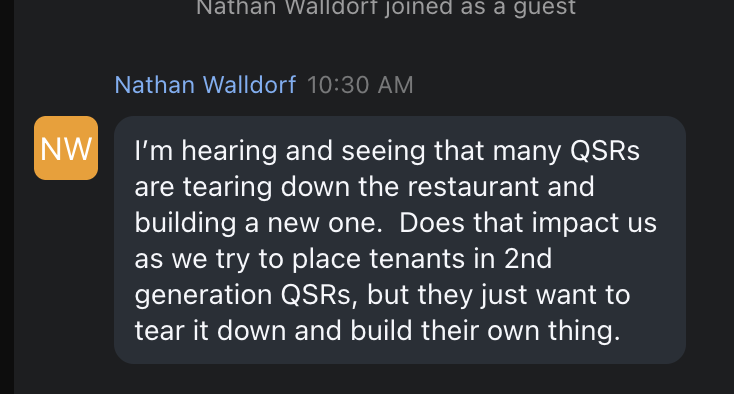 Nathan Walldorf joined as a guest
Nathan Walldorf 10:30 AM
NW
I’m hearing and seeing that many QSRs
are tearing down the restaurant and
building a new one.  Does that impact us
as we try to place tenants in 2nd
generation QSRs, but they just want to
tear it down and build their own thing.